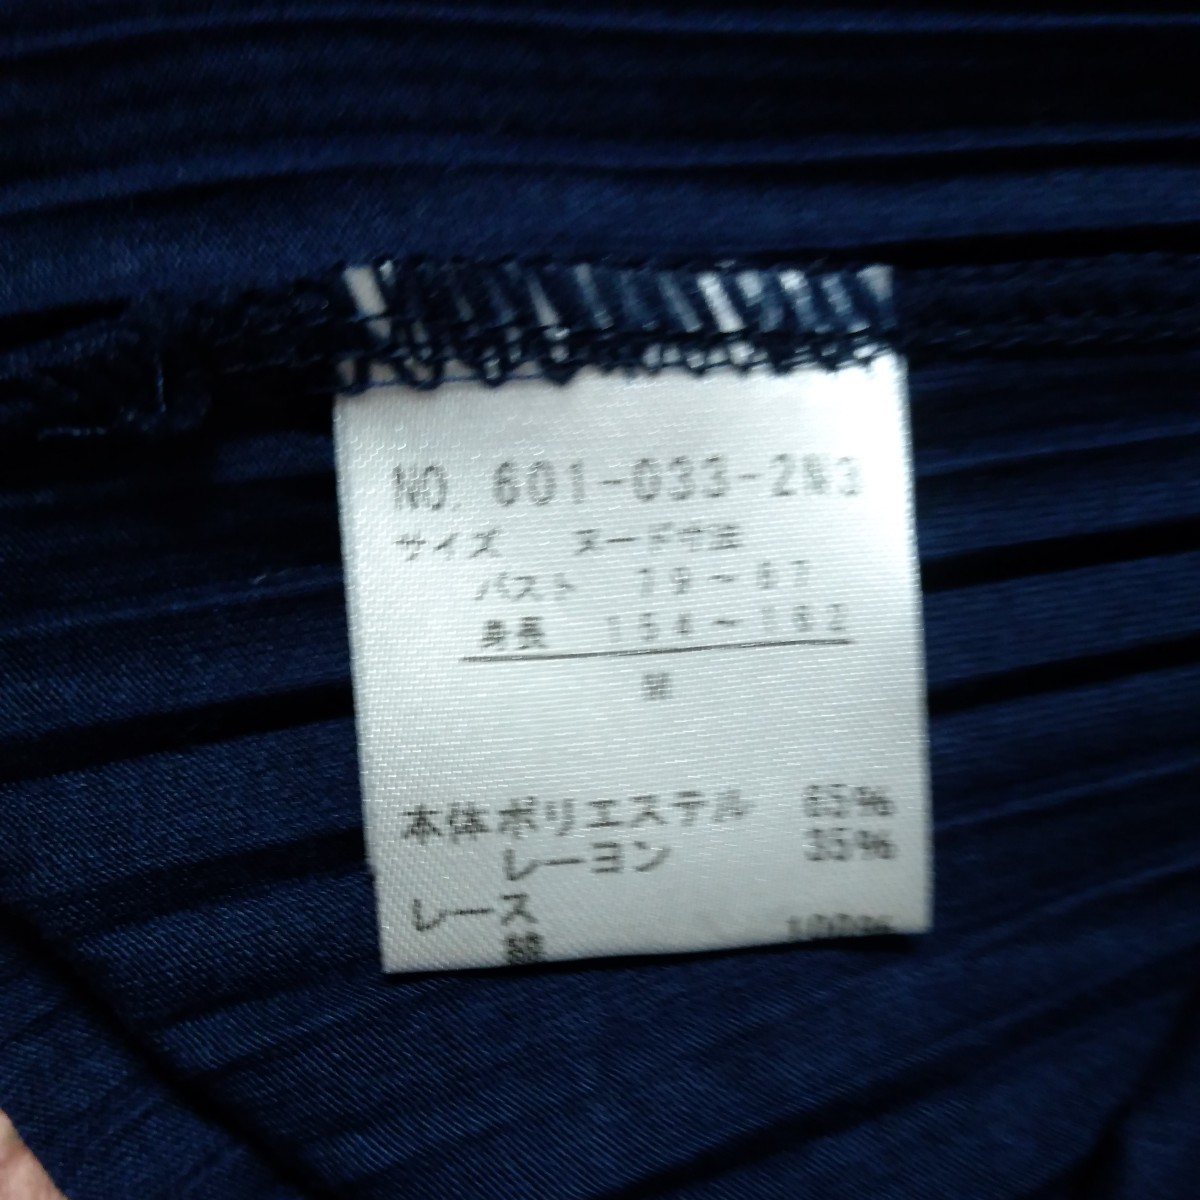 NO. 601-033-2N3
サイズ ヌード寸法
バスト 79～87
身長 154～162
M
本体ポリエステル 65%
レーヨン 35%
レース
綿 100%